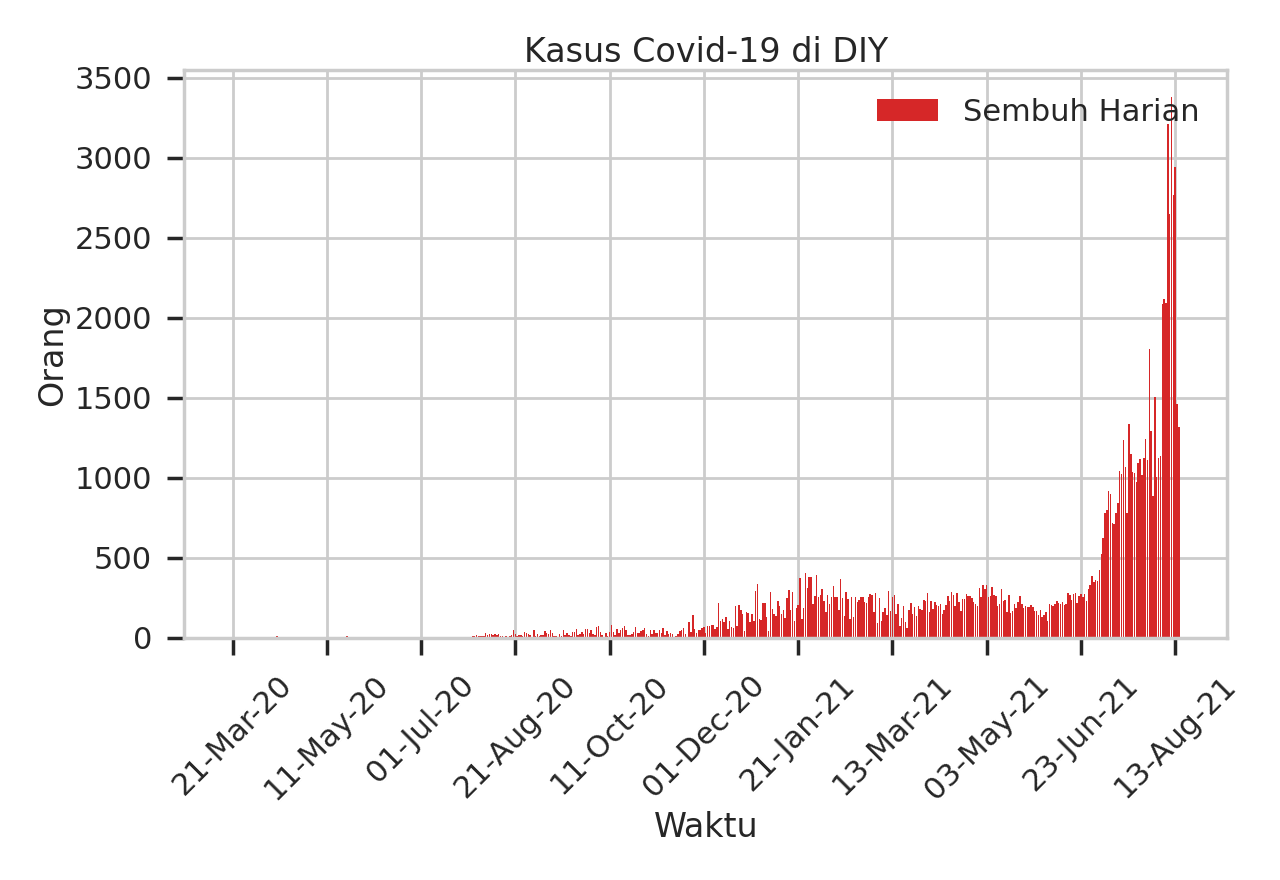 Kasus Covid-19 di DIY
Sembuh Harian
Orang
3500
3000
2500
2000
1500
1000
500
0
21-Mar-20
11-May-20
01-Jul-20
21-Aug-20
11-Oct-20
01-Dec-20
21-Jan-21
13-Mar-21
03-May-21
23-Jun-21
13-Aug-21
Waktu